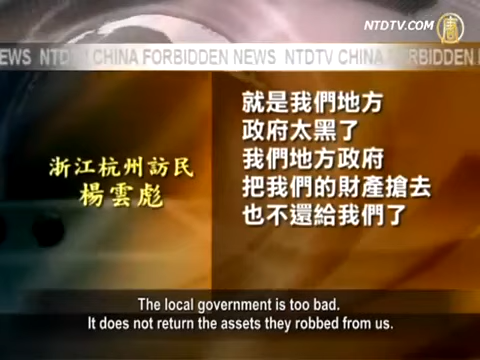 NTDTV.COM
EWS NTDTV CHINA FORBIDDEN NEWS NTDTV CHINA FORBIDDEN N
就是我們地方
政府太黑了
我們地方政府
把我們的財產搶去
也不還給我們了
浙江杭州訪民
楊雲彪
The local government is too bad.
It does not return the assets they robbed from us.